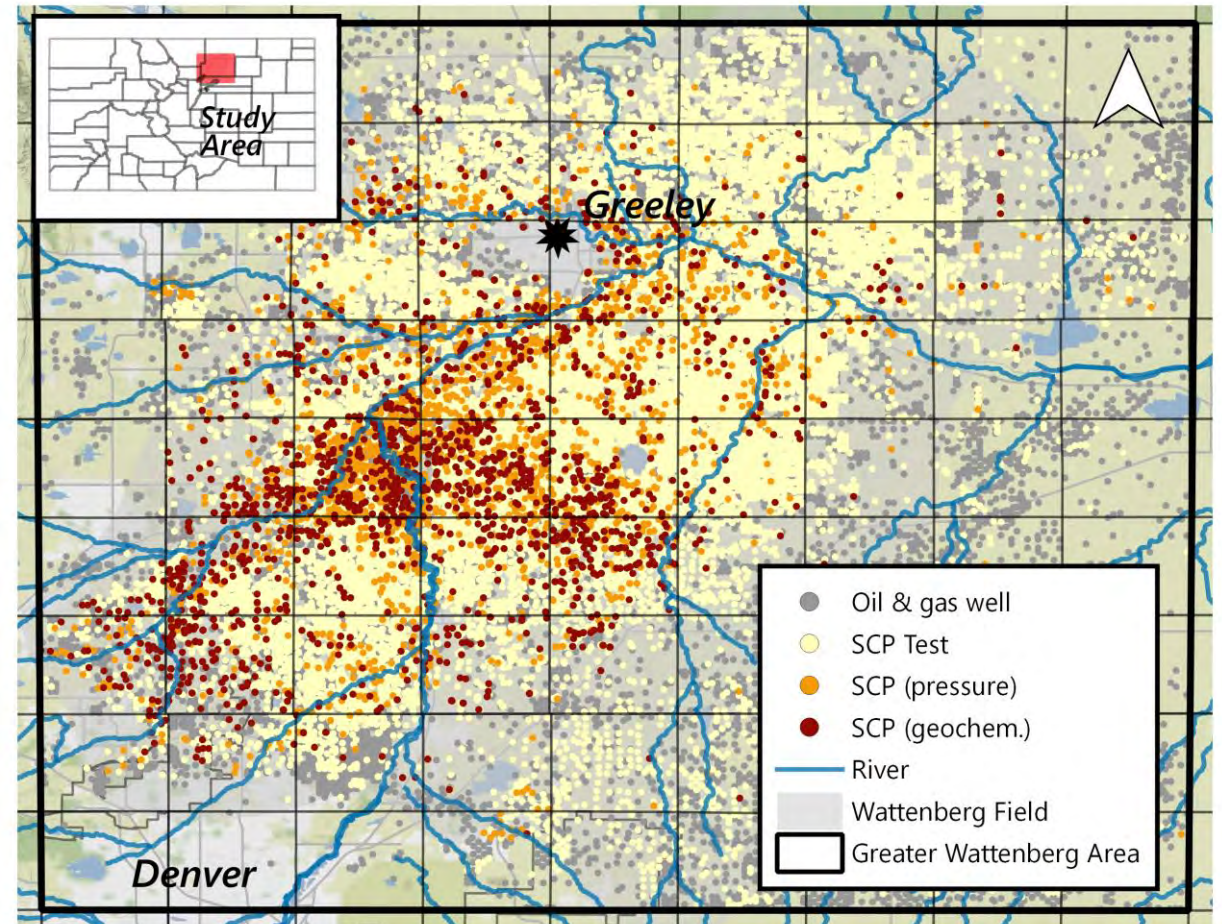 Study
Area
Greeley
Denver
Oil & gas well
SCP Test
SCP (pressure)
SCP (geochem.)
River
Wattenberg Field
Greater Wattenberg Area